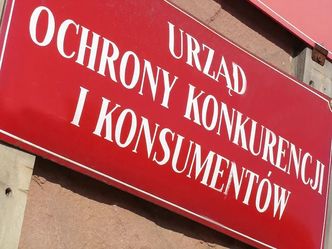 URZĄD
OCHRONY KONKURENCJI
I KONSUMENTÓW